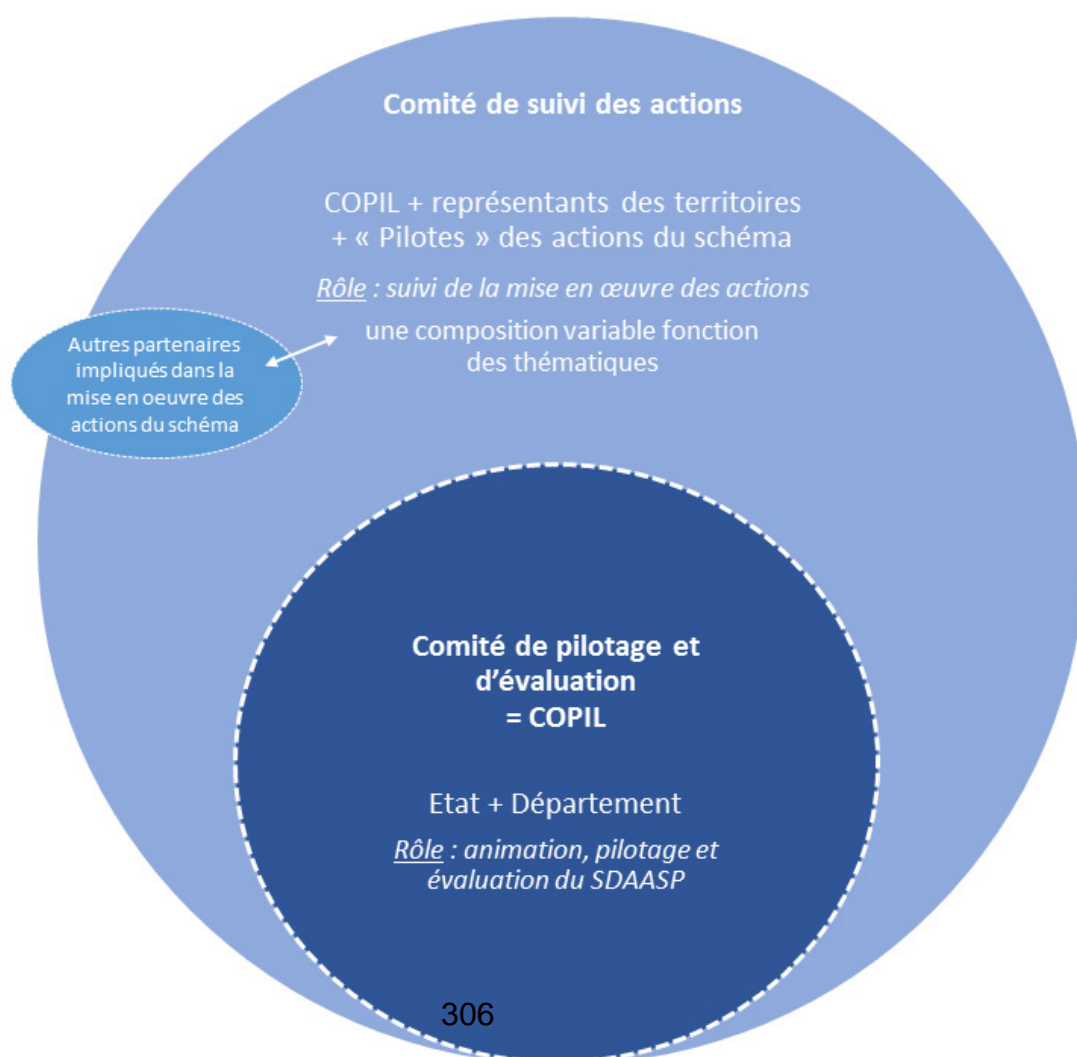 Comité de suivi des actions
COPIL + représentants des territoires
+ « Pilotes » des actions du schéma
Rôle : suivi de la mise en œuvre des actions
une composition variable fonction
des thématiques
Autres partenaires
impliqués dans la
mise en oeuvre des
actions du schéma
Comité de pilotage et
d'évaluation
= COPIL
Etat + Département
Rôle : animation, pilotage et
évaluation du SDAASP
306